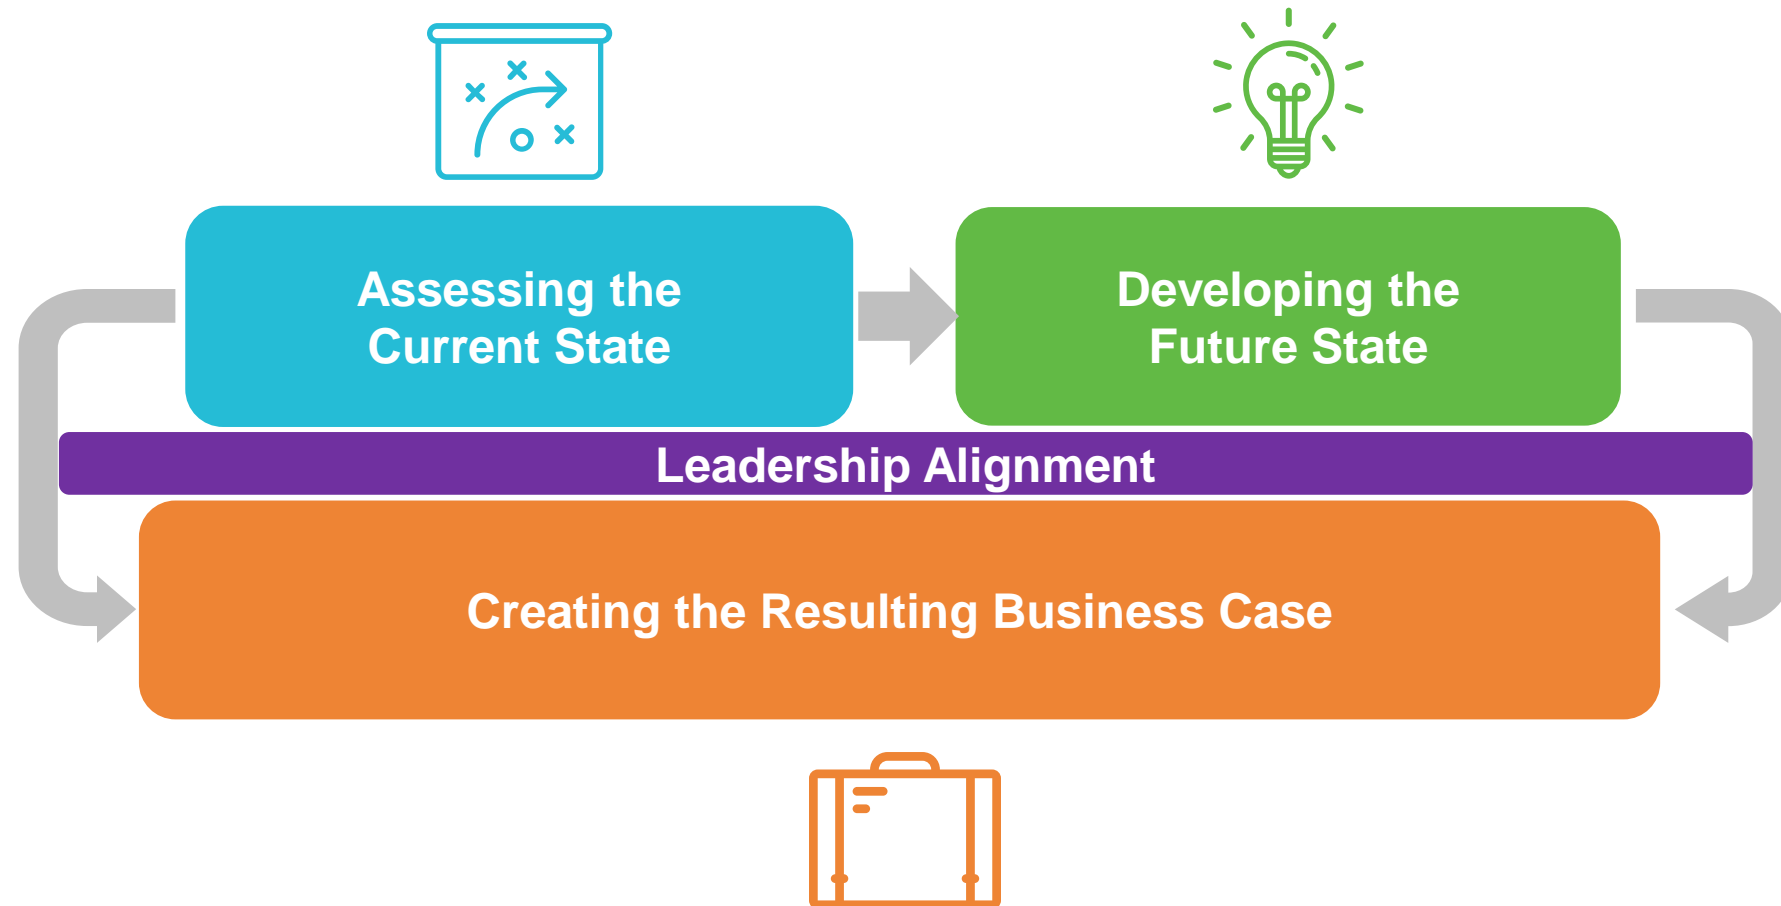 Assessing the
Current State
Developing the
Future State
Leadership Alignment
Creating the Resulting Business Case